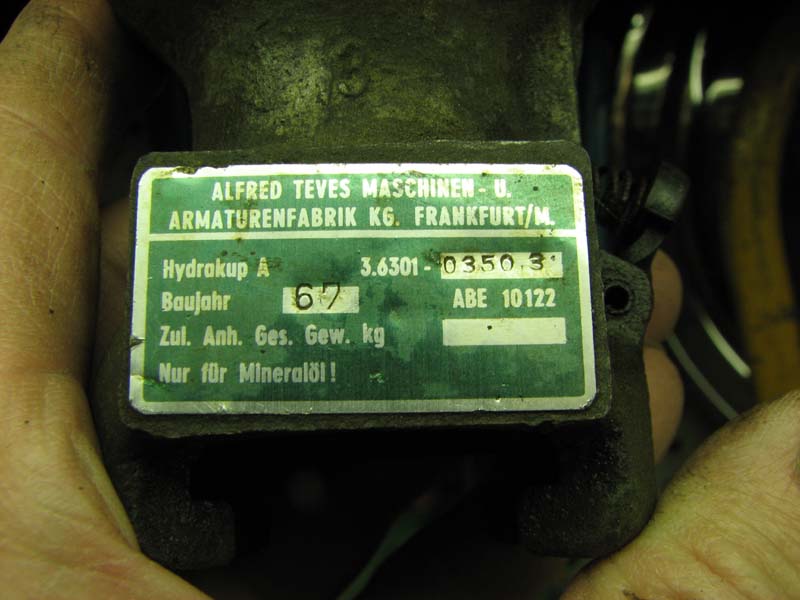 3
ALFRED TEVES MASCHINEN - U.
ARMATURENFABRIK KG. FRANKFURT/M.
Hydrakup A 3.6301 - 0350.3
Baujahr 67 ABE 10122
Zul. Anh. Ges. Gew. kg
Nur für Mineralöl!